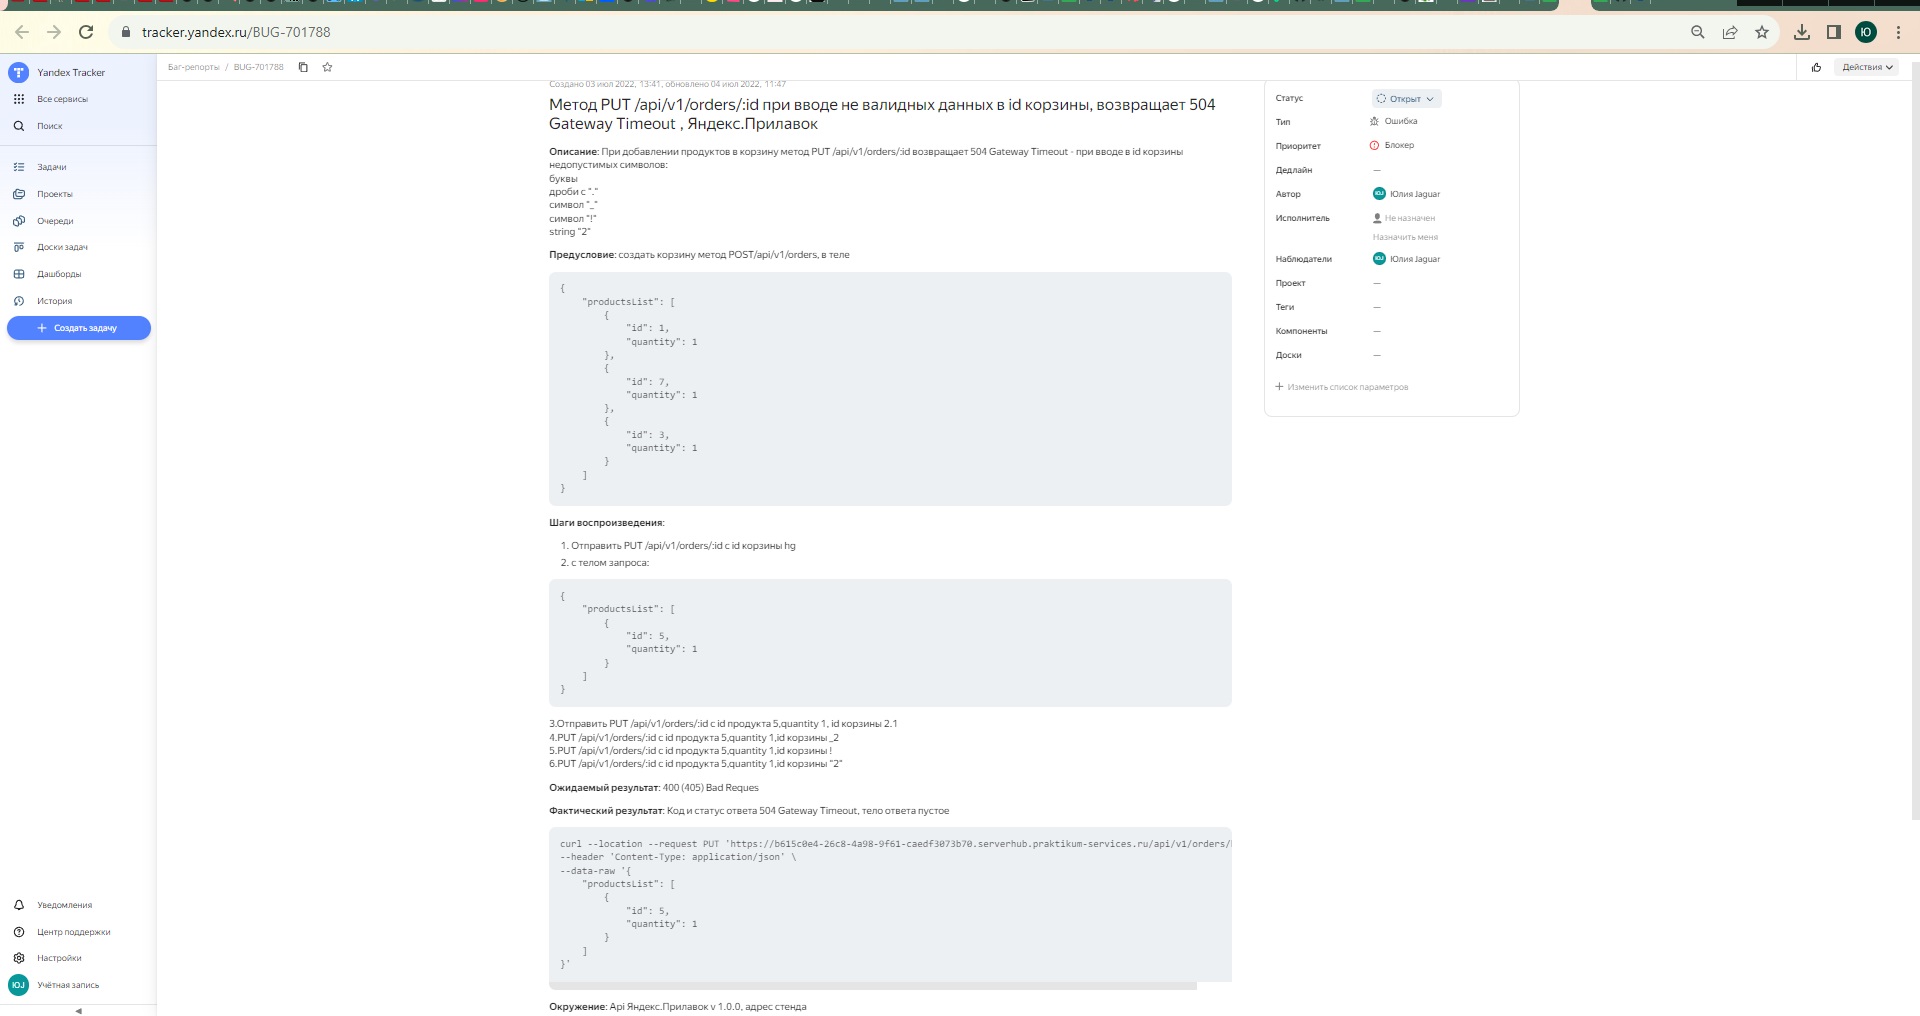 tracker.yandex.ru/BUG-701788
Ю
Yandex Tracker
Все сервисы
Поиск
Задачи
Проекты
Очереди
Доски задач
Дашборды
История
Создать задачу
Уведомления
Центр поддержки
Настройки
ЮJ Учётная запись
Баг-репорты / BUG-701788
Действия
Создано 03 июл 2022, 13:41, обновлено 04 июл 2022, 11:47
Метод PUT /api/v1/orders/:id при вводе не валидных данных в id корзины, возвращает 504
Gateway Timeout , Яндекс.Прилавок
Описание: При добавлении продуктов в корзину метод PUT /api/v1/orders/:id возвращает 504 Gateway Timeout - при вводе в id корзины
недопустимых символов:
буквы
дроби с "."
символ "_"
символ "!"
string "2"
Предусловие: создать корзину метод POST/api/v1/orders, в теле
{
"productsList": [
{
"id": 1,
"quantity": 1
},
{
"id": 7,
"quantity": 1
},
{
"id": 3,
"quantity": 1
}
]
}
Шаги воспроизведения:
1. Отправить PUT /api/v1/orders/:id с id корзины hg
2. с телом запроса:
{
"productsList": [
{
"id": 5,
"quantity": 1
}
]
}
3.Отправить PUT /api/v1/orders/:id с id продукта 5,quantity 1, id корзины 2.1
4.PUT /api/v1/orders/:id с id продукта 5,quantity 1,id корзины _2
5.PUT /api/v1/orders/:id с id продукта 5,quantity 1,id корзины !
6.PUT /api/v1/orders/:id с id продукта 5,quantity 1,id корзины "2"
Ожидаемый результат: 400 (405) Bad Reques
Фактический результат: Код и статус ответа 504 Gateway Timeout, тело ответа пустое
curl --location --request PUT 'https://b615c0e4-26c8-4a98-9f61-caedf3073b70.serverhub.praktikum-services.ru/api/v1/orders/
--header 'Content-Type: application/json' \
--data-raw '{
"productsList": [
{
"id": 5,
"quantity": 1
}
]
}'
Окружение: Api Яндекс.Прилавок v 1.0.0, адрес стенда
Статус Открыт
Тип Ошибка
Приоритет Блокер
Дедлайн —
Автор ЮJ Юлия Jaguar
Исполнитель Не назначен
Назначить меня
Наблюдатели ЮJ Юлия Jaguar
Проект —
Теги —
Компоненты —
Доски —
Изменить список параметров